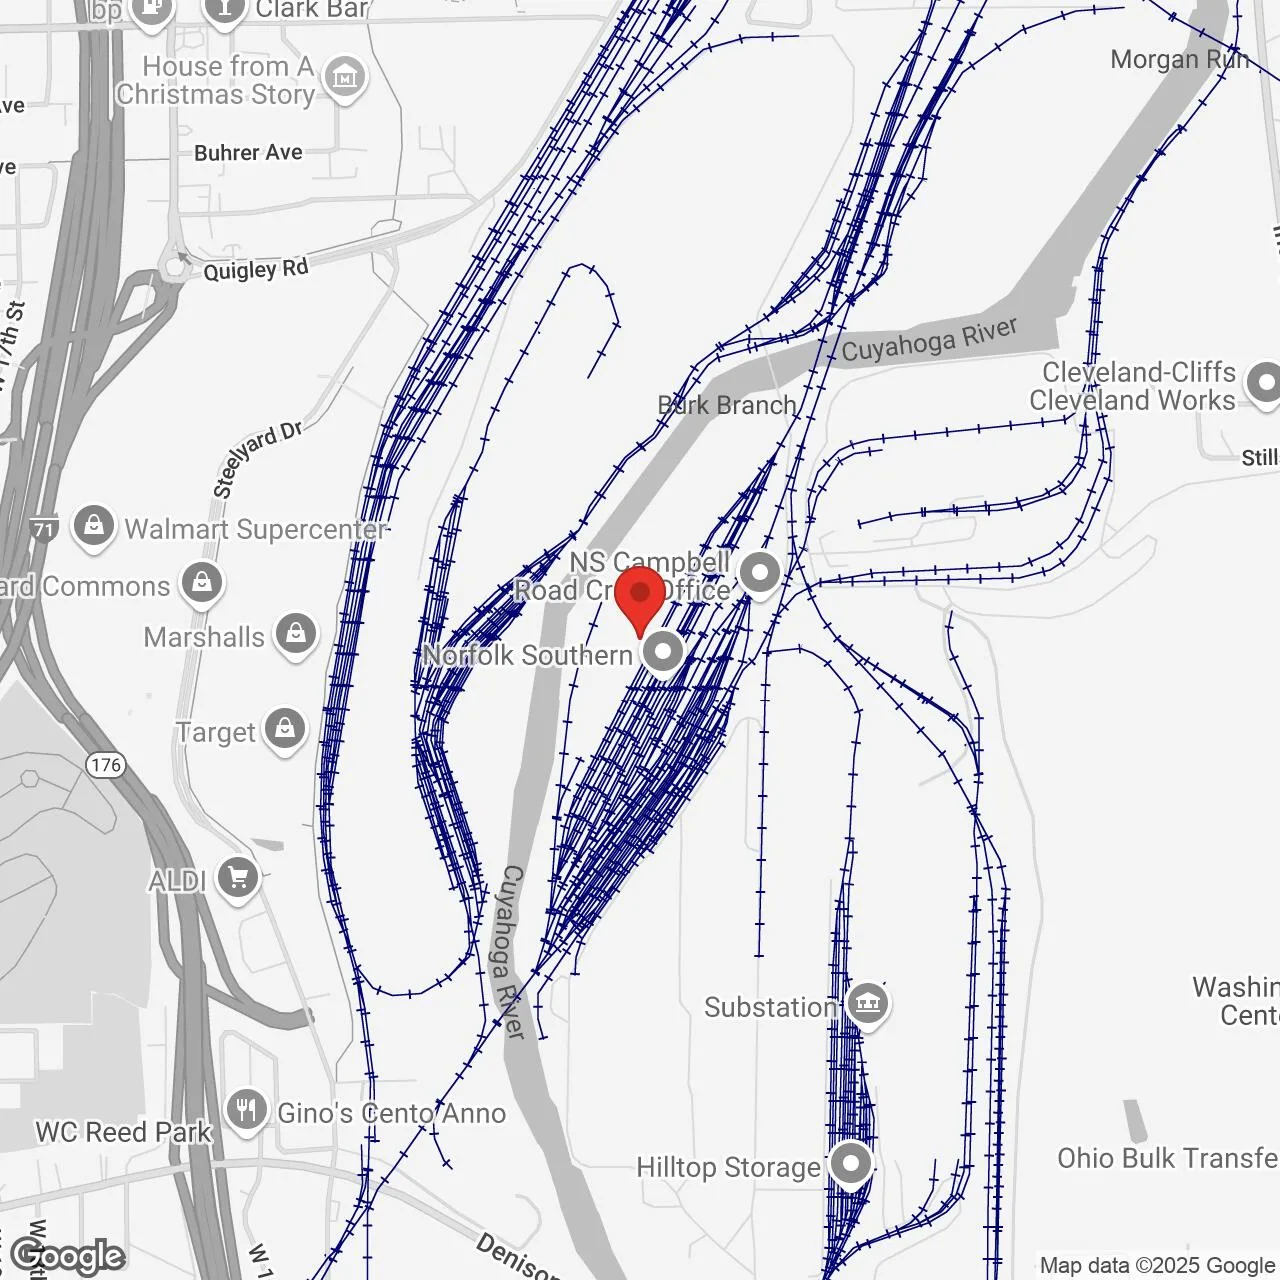 bp
Clark Bar
House from A
Christmas Story
Morgan Run
Ave
Buhrer Ave
Quigley Rd
W 17th St
Cuyahoga River
Cleveland-Cliffs
Cleveland Works
Burk Branch
Steelyard Dr
Stills
71
Walmart Supercenter
NS Campbell
Road Crew Office
ard Commons
Marshalls
Norfolk Southern
Target
176
ALDI
Cuyahoga River
Substation
Washin
Cente
Gino's Cento Anno
WC Reed Park
Hilltop Storage
Ohio Bulk Transfe
W 1
Denison
Google
Map data ©2025 Google